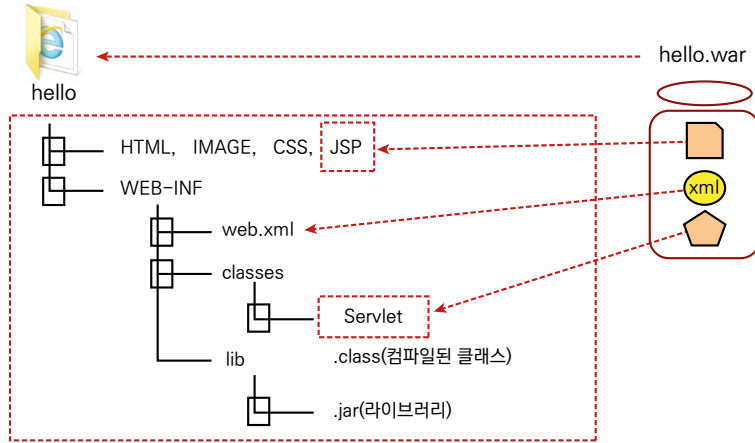 hello.war
hello
HTML, IMAGE, CSS, JSP
WEB-INF
xml
web.xml
classes
Servlet
lib
.class(컴파일된 클래스)
.jar(라이브러리)